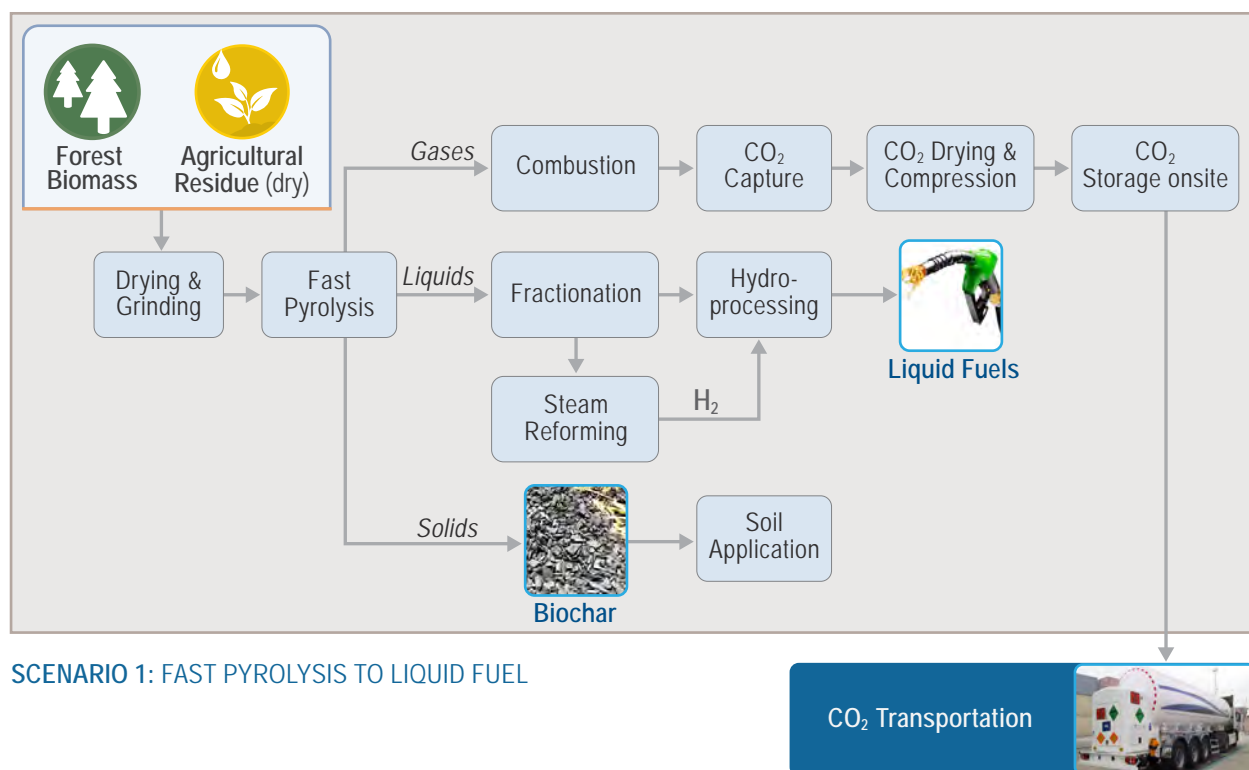 Forest
Biomass
Agricultural
Residue (dry)
Gases
Combustion
CO₂
Capture
CO₂ Drying &
Compression
CO₂
Storage onsite
Drying &
Grinding
Fast
Pyrolysis
Liquids
Fractionation
Hydro-
processing
Liquid Fuels
Steam
Reforming
H₂
Solids
Biochar
Soil
Application
SCENARIO 1: FAST PYROLYSIS TO LIQUID FUEL
CO₂ Transportation